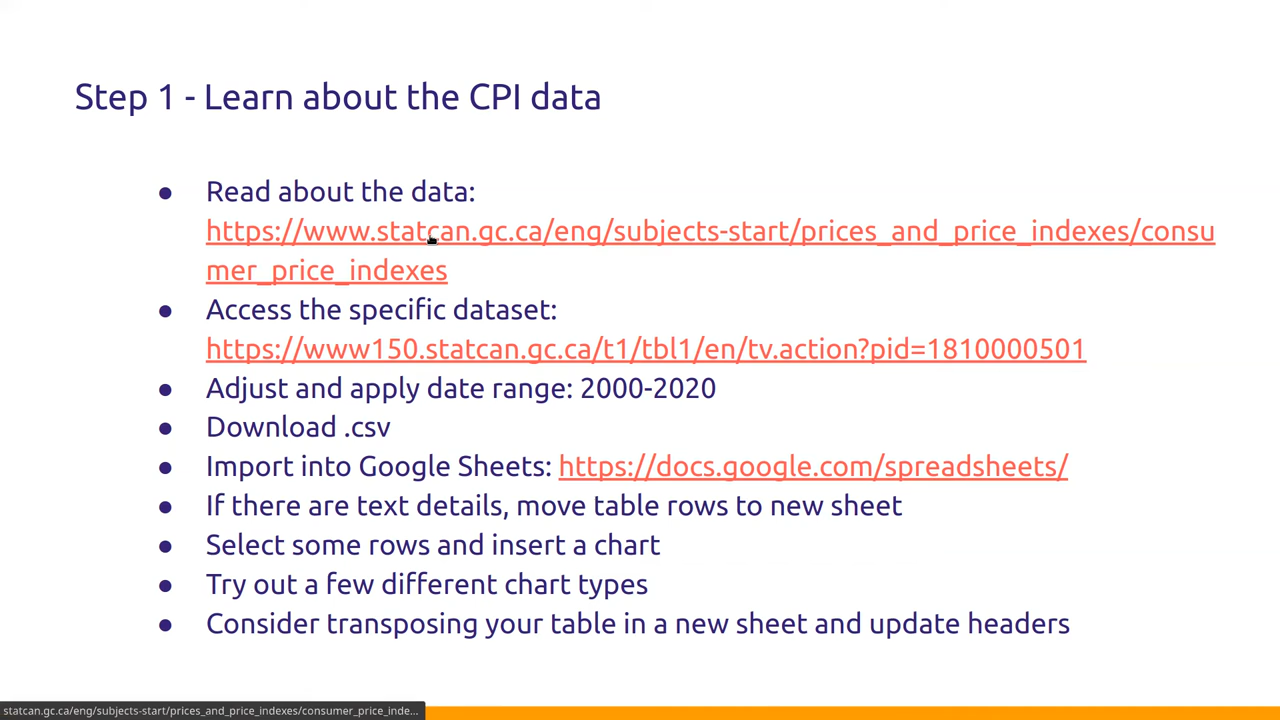 Step 1 - Learn about the CPI data
● Read about the data:
https://www.statcan.gc.ca/eng/subjects-start/prices_and_price_indexes/consu
mer_price_indexes
● Access the specific dataset:
https://www150.statcan.gc.ca/t1/tbl1/en/tv.action?pid=1810000501
● Adjust and apply date range: 2000-2020
● Download .csv
● Import into Google Sheets: https://docs.google.com/spreadsheets/
● If there are text details, move table rows to new sheet
● Select some rows and insert a chart
● Try out a few different chart types
● Consider transposing your table in a new sheet and update headers
statcan.gc.ca/eng/subjects-start/prices_and_price_indexes/consumer_price_inde...